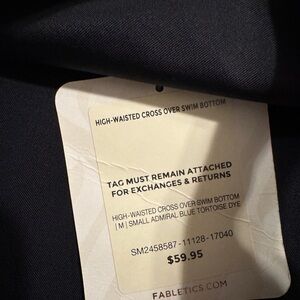 HIGH-WAISTED CROSS OVER SWIM BOTTOM
TAG MUST REMAIN ATTACHED
FOR EXCHANGES & RETURNS
HIGH-WAISTED CROSS OVER SWIM BOTTOM
| M | SMALL ADMIRAL BLUE TORTOISE DYE
SM2458587-11128-17040
$59.95
FABLETICS.COM